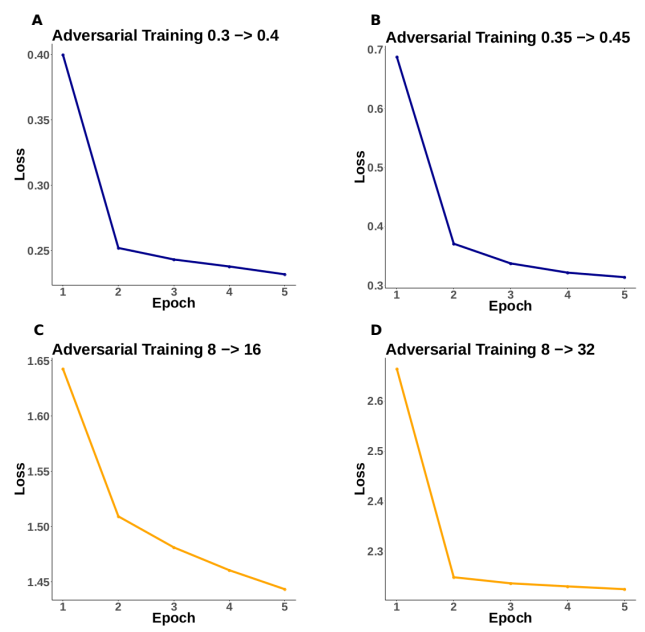 A
Adversarial Training 0.3 −> 0.4
0.40
0.35
0.30
0.25
Loss
1 2 3 4 5
Epoch
B
Adversarial Training 0.35 −> 0.45
0.7
0.6
0.5
0.4
0.3
Loss
1 2 3 4 5
Epoch
C
Adversarial Training 8 −> 16
1.65
1.60
1.55
1.50
1.45
Loss
1 2 3 4 5
Epoch
D
Adversarial Training 8 −> 32
2.6
2.5
2.4
2.3
Loss
1 2 3 4 5
Epoch